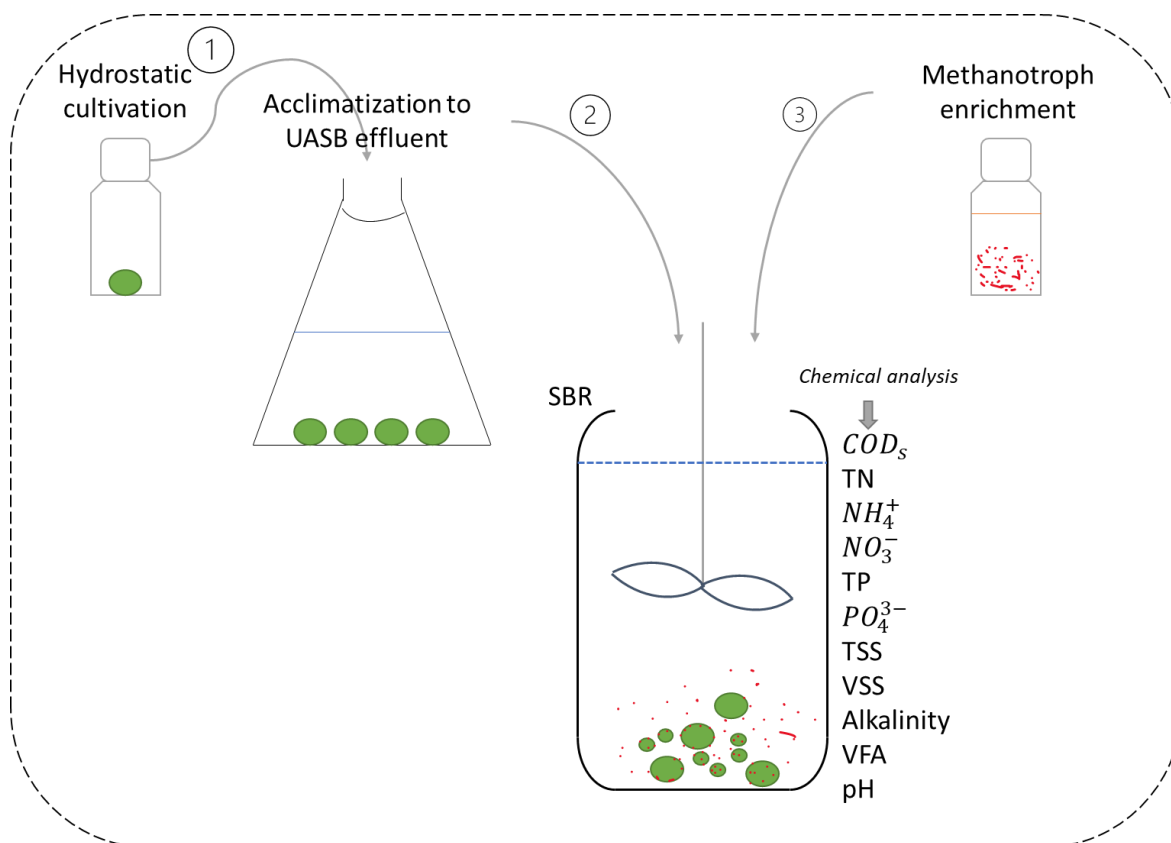 1
Hydrostatic
cultivation
Acclimatization to
UASB effluent
2
3
Methanotroph
enrichment
SBR
Chemical analysis
COD_s
TN
NH_4^+
NO_3^-
TP
PO_4^{3-}
TSS
VSS
Alkalinity
VFA
pH